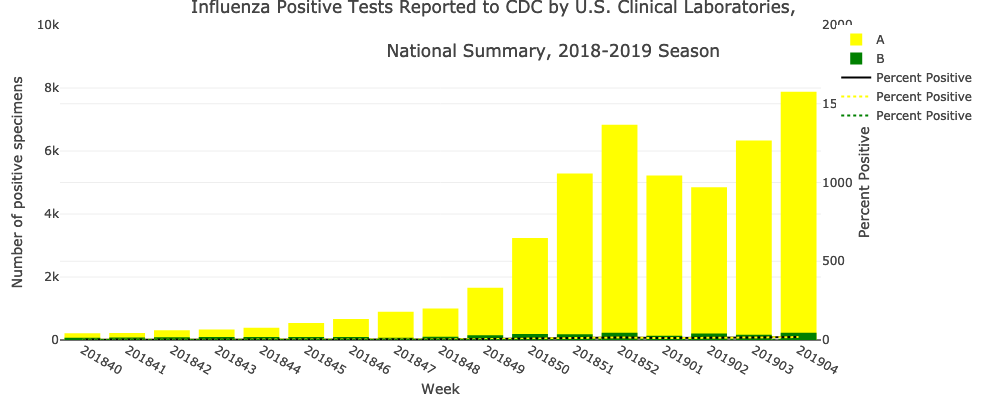 Influenza Positive Tests Reported to CDC by U.S. Clinical Laboratories,
National Summary, 2018-2019 Season
10k
8k
6k
4k
2k
0
Number of positive specimens
201840
201841
201842
201843
201844
201845
201846
201847
201848
201849
201850
201851
201852
201901
201902
201903
201904
Week
1000
500
0
Percent Positive
A
B
Percent Positive
Percent Positive
Percent Positive